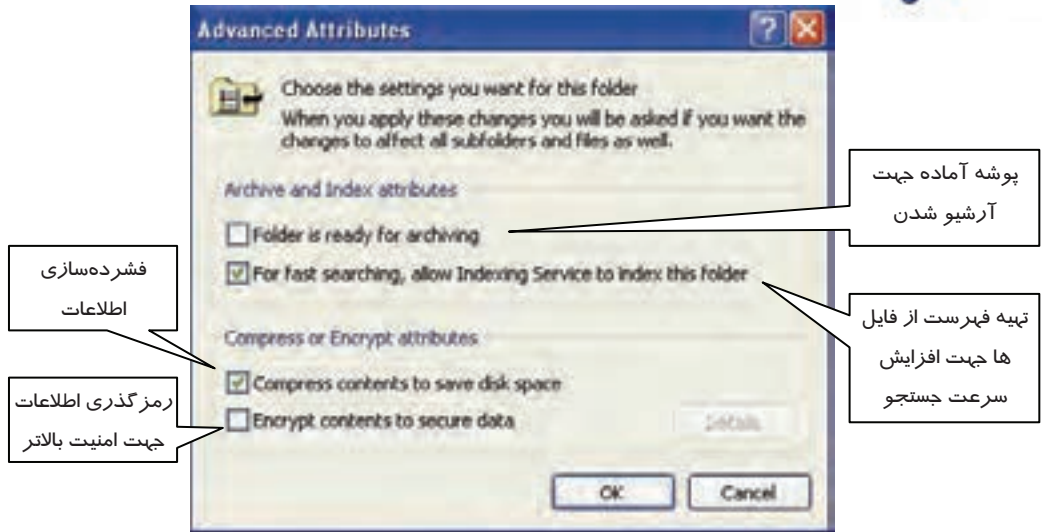 Advanced Attributes
Choose the settings you want for this folder
When you apply these changes you will be asked if you want the
changes to affect all subfolders and files as well.
Archive and Index attributes
Folder is ready for archiving
For fast searching, allow Indexing Service to index this folder
Compress or Encrypt attributes
Compress contents to save disk space
Encrypt contents to secure data
Details
OK
Cancel
پوشه آماده جهت
آرشیو شدن
تهیه فهرست از فایل
ها جهت افزایش
سرعت جستجو
فشرده‌سازی
اطلاعات
رمز گذری اطلاعات
جهت امنیت بالاتر